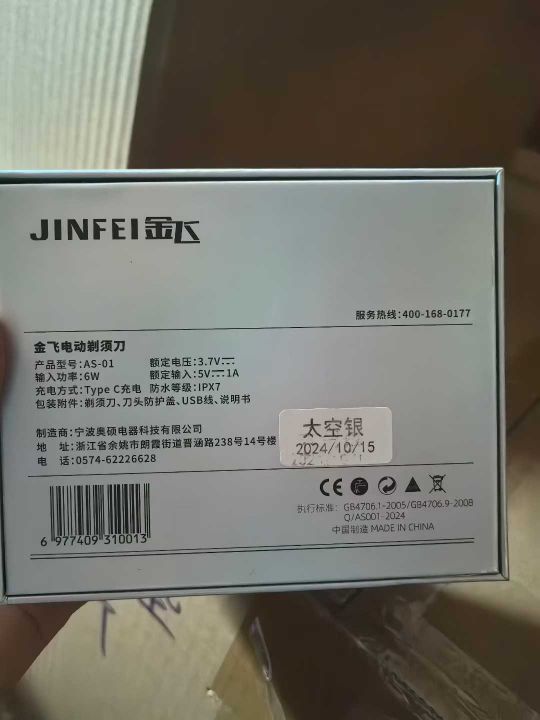 JINFEI金飞
服务热线:400-168-0177
金飞电动剃须刀
产品型号:AS-01 额定电压:3.7V⎓
输入功率:6W 额定输入:5V⎓1A
充电方式:Type C充电 防水等级:IPX7
包装附件:剃须刀、刀头防护盖、USB线、说明书
制造商:宁波奥硕电器科技有限公司
地 址:浙江省余姚市朗霞街道晋涵路238号14号楼
电 话:0574-62226628
太空银
2024/10/15
执行标准: GB4706.1-2005/GB4706.9-2008
Q/AS001-2024
中国制造 MADE IN CHINA
6 977409 310013